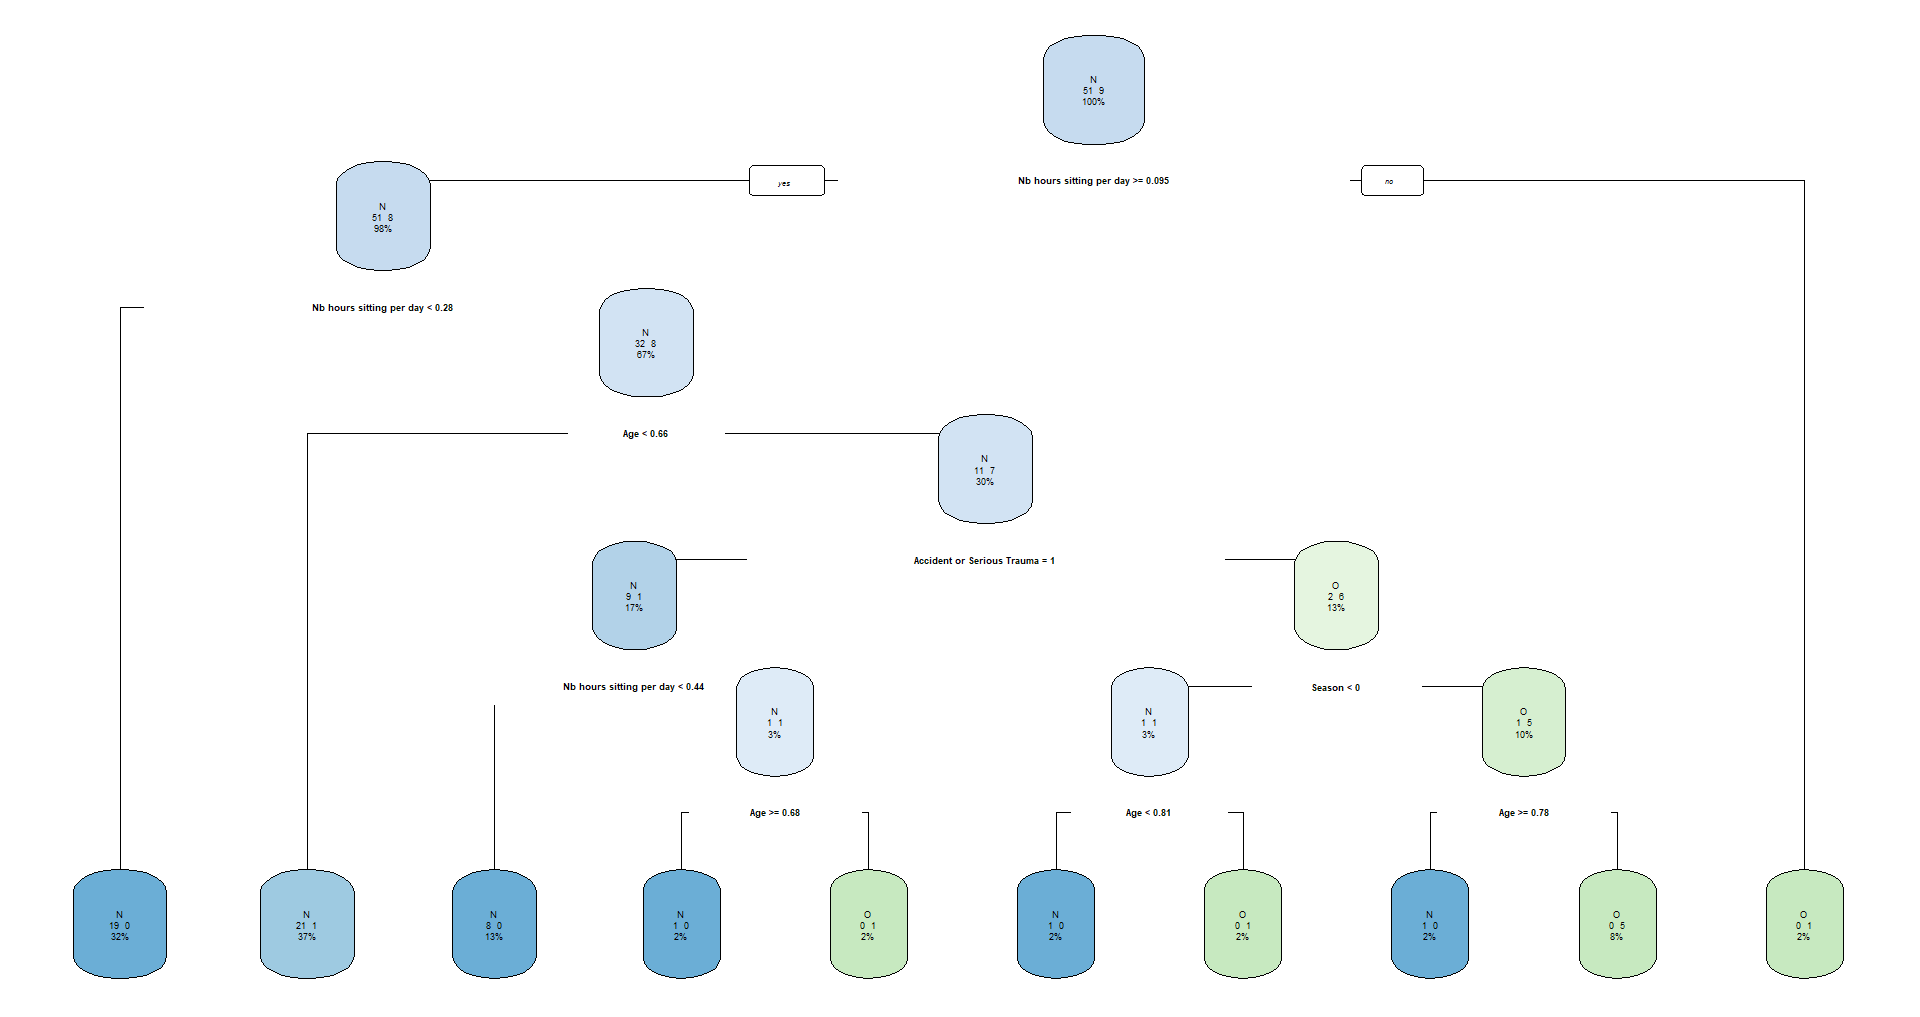 N
51 9
100%
yes
Nb hours sitting per day >= 0.095
no
N
51 8
98%
Nb hours sitting per day < 0.28
N
32 8
67%
Age < 0.66
N
11 7
30%
Accident or Serious Trauma = 1
N
9 1
17%
O
2 6
13%
Nb hours sitting per day < 0.44
N
1 1
3%
N
1 1
3%
Season < 0
O
1 5
10%
Age >= 0.68
Age < 0.81
Age >= 0.78
N
19 0
32%
N
21 1
37%
N
8 0
13%
N
1 0
2%
O
0 1
2%
N
1 0
2%
O
0 1
2%
N
1 0
2%
O
0 5
8%
O
0 1
2%